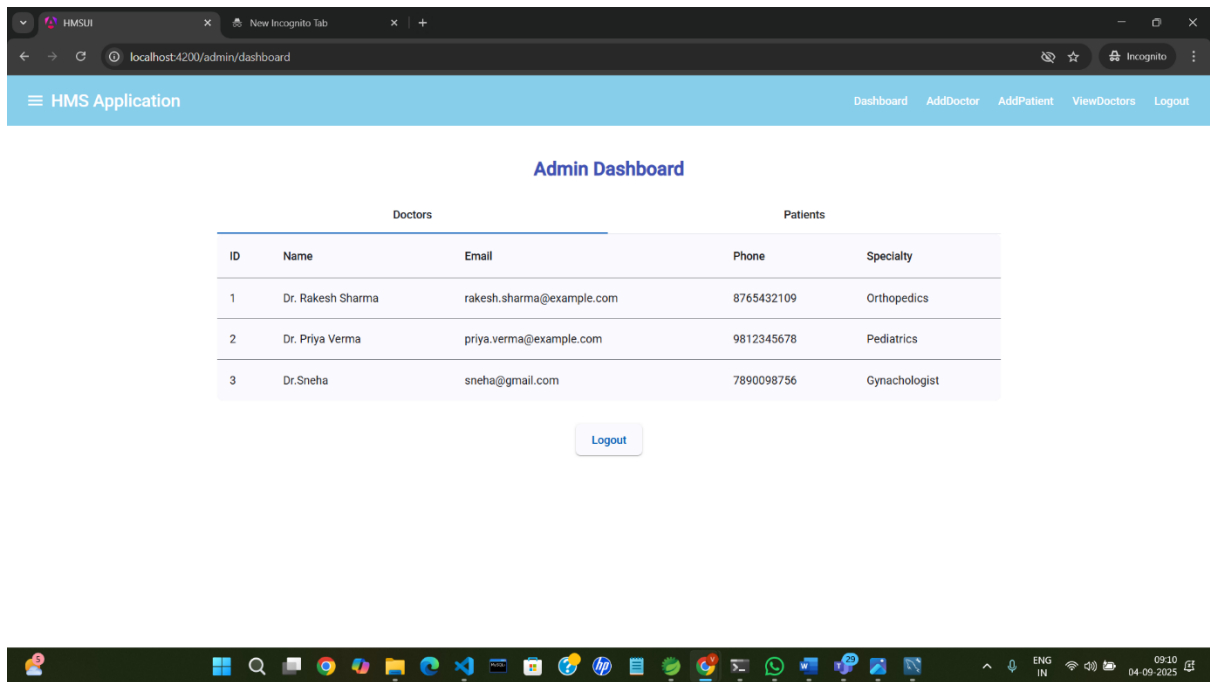 HMSUI
New Incognito Tab
localhost:4200/admin/dashboard
Incognito
HMS Application
Dashboard AddDoctor AddPatient ViewDoctors Logout
Admin Dashboard
Doctors Patients
ID Name Email Phone Specialty
1 Dr. Rakesh Sharma rakesh.sharma@example.com 8765432109 Orthopedics
2 Dr. Priya Verma priya.verma@example.com 9812345678 Pediatrics
3 Dr.Sneha sneha@gmail.com 7890098756 Gynachologist
Logout
5
29
ENG
IN
09:10
04-09-2025